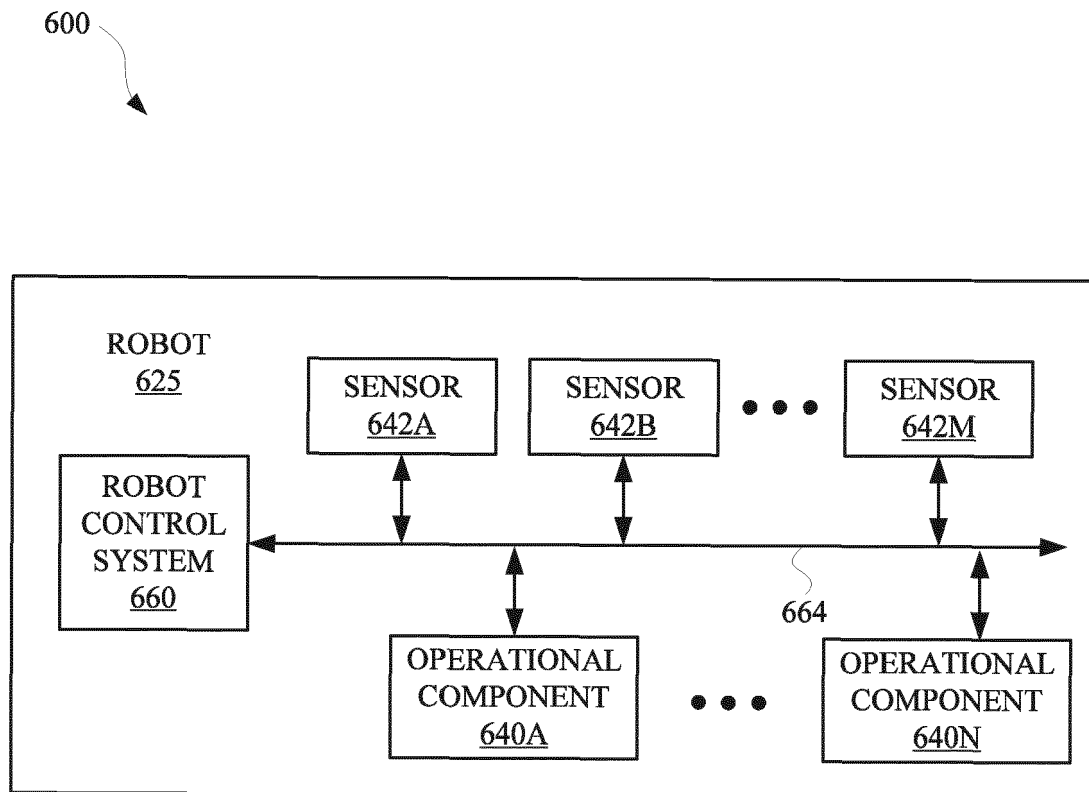 600
ROBOT
625
SENSOR
642A
SENSOR
642B
SENSOR
642M
ROBOT
CONTROL
SYSTEM
660
664
OPERATIONAL
COMPONENT
640A
OPERATIONAL
COMPONENT
640N